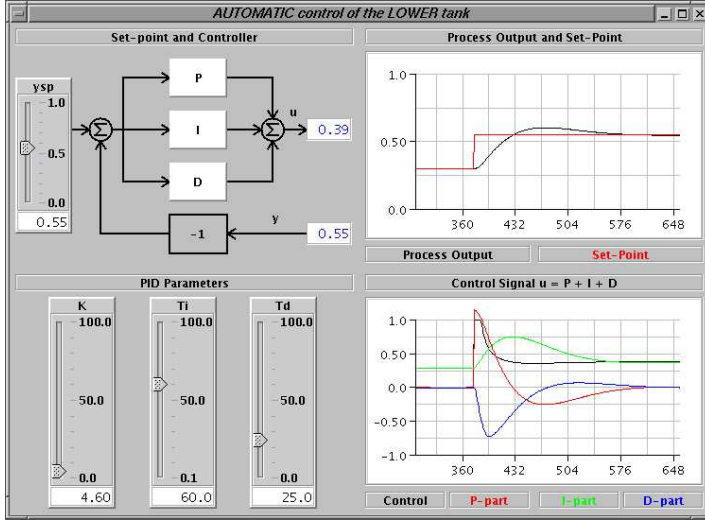 AUTOMATIC control of the LOWER tank
Set-point and Controller
ysp
1.0
0.5
0.0
0.55
Σ
P
I
D
-1
Σ
u
0.39
y
0.55
Process Output and Set-Point
1.0
0.50
0.0
360 432 504 576 648
Process Output
Set-Point
PID Parameters
K
100.0
50.0
0.0
4.60
Ti
100.0
50.0
0.1
60.0
Td
100.0
50.0
0.0
25.0
Control Signal u = P + I + D
1.0
0.50
0.0
-0.50
-1.0
360 432 504 576 648
Control
P-part
I-part
D-part